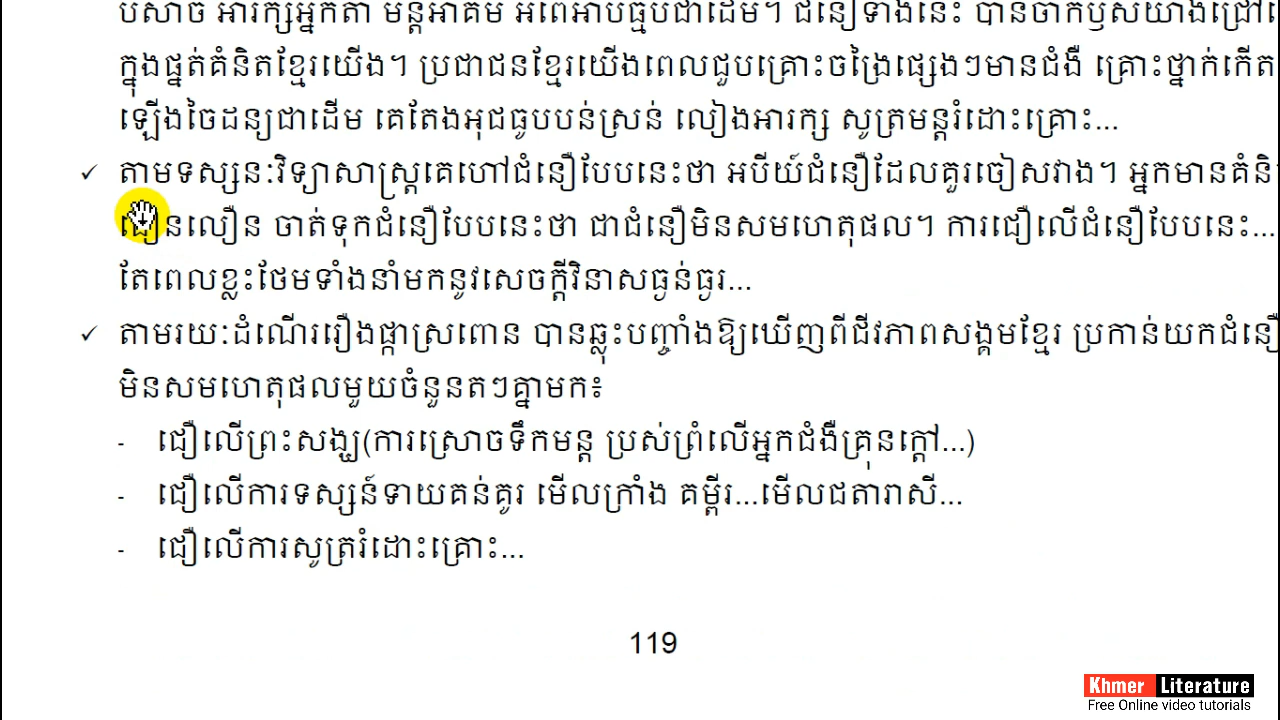 បសាច អារក្សអ្នកតា មន្តអាគម អំពើអាបធ្មប់ជាដើម។ ជំនឿទាំងនេះ បានចាក់ឫសយ៉ាងជ្រៅ
ក្នុងផ្នត់គំនិតខ្មែរយើង។ ប្រជាជនខ្មែរយើងពេលជួបគ្រោះចង្រៃផ្សេងៗមានជំងឺ គ្រោះថ្នាក់កើត
ឡើងចៃដន្យជាដើម គេតែងអុជធូបបន់ស្រន់ លៀងអារក្ស សូត្រមន្តរំដោះគ្រោះ...
✓ តាមទស្សនៈវិទ្យាសាស្ត្រគេហៅជំនឿបែបនេះថា អបីយ៍ជំនឿដែលគួរចៀសវាង។ អ្នកមានគំនិ
ជឿនលឿន ចាត់ទុកជំនឿបែបនេះថា ជាជំនឿមិនសមហេតុផល។ ការជឿលើជំនឿបែបនេះ...
តែពេលខ្លះថែមទាំងនាំមកនូវសេចក្តីវិនាសធ្ងន់ធ្ងរ...
✓ តាមរយៈដំណើររឿងផ្កាស្រពោន បានឆ្លុះបញ្ចាំងឱ្យឃើញពីជីវភាពសង្គមខ្មែរ ប្រកាន់យកជំនឿ
មិនសមហេតុផលមួយចំនួនតៗគ្នាមក៖
- ជឿលើព្រះសង្ឃ(ការស្រោចទឹកមន្ត ប្រស់ព្រំលើអ្នកជំងឺគ្រុនក្តៅ...)
- ជឿលើការទស្សន៍ទាយគន់គូរ មើលក្រាំង គម្ពីរ...មើលជតារាសី...
- ជឿលើការសូត្ររំដោះគ្រោះ...
119
Khmer Literature
Free Online video tutorials